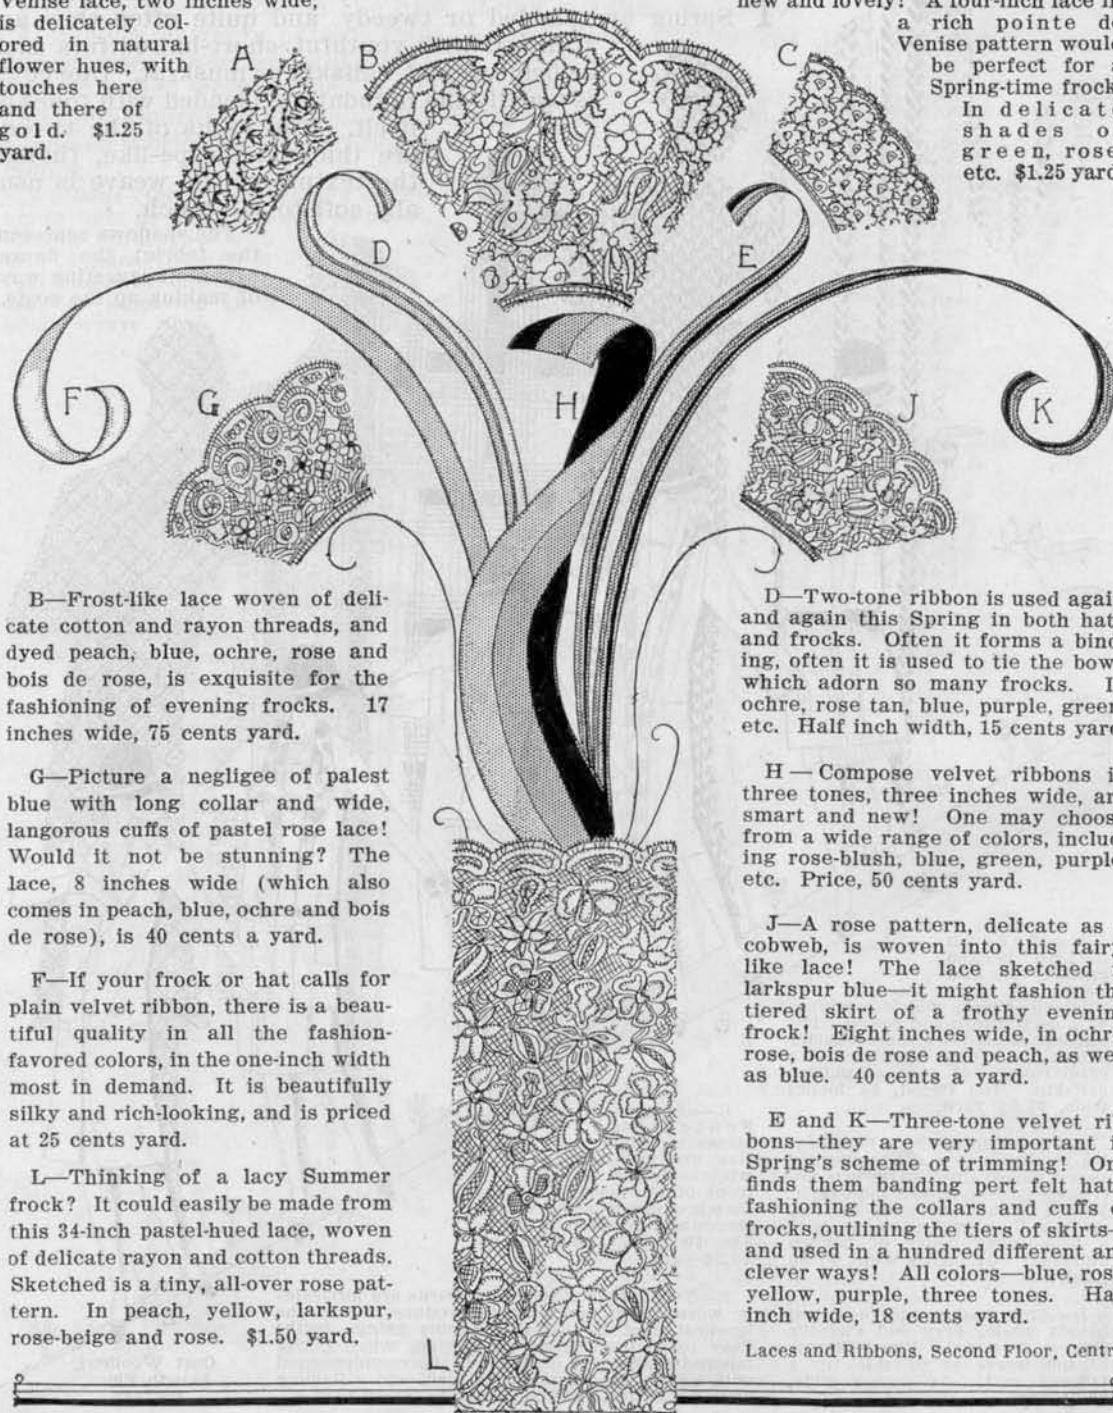 Venise lace, two inches wide,
is delicately col-
ored in natural
flower hues, with
touches here
and there of
gold. $1.25
yard.
new and lovely! A four-inch lace in
a rich pointe de
Venise pattern would
be perfect for a
Spring-time frock.
In delicate
shades of
green, rose,
etc. $1.25 yard
A
B
C
D
E
F
G
H
J
K
B—Frost-like lace woven of deli-
cate cotton and rayon threads, and
dyed peach, blue, ochre, rose and
bois de rose, is exquisite for the
fashioning of evening frocks. 17
inches wide, 75 cents yard.
G—Picture a negligee of palest
blue with long collar and wide,
langorous cuffs of pastel rose lace!
Would it not be stunning? The
lace, 8 inches wide (which also
comes in peach, blue, ochre and bois
de rose), is 40 cents a yard.
F—If your frock or hat calls for
plain velvet ribbon, there is a beau-
tiful quality in all the fashion-
favored colors, in the one-inch width
most in demand. It is beautifully
silky and rich-looking, and is priced
at 25 cents yard.
L—Thinking of a lacy Summer
frock? It could easily be made from
this 34-inch pastel-hued lace, woven
of delicate rayon and cotton threads.
Sketched is a tiny, all-over rose pat-
tern. In peach, yellow, larkspur,
rose-beige and rose. $1.50 yard.
L
D—Two-tone ribbon is used again
and again this Spring in both hat
and frocks. Often it forms a bind
ing, often it is used to tie the bow
which adorn so many frocks. I
ochre, rose tan, blue, purple, green
etc. Half inch width, 15 cents yard
H—Compose velvet ribbons i
three tones, three inches wide, ar
smart and new! One may choos
from a wide range of colors, includ
ing rose-blush, blue, green, purple
etc. Price, 50 cents yard.
J—A rose pattern, delicate as
cobweb, is woven into this fairy
like lace! The lace sketched
larkspur blue—it might fashion th
tiered skirt of a frothy evenin
frock! Eight inches wide, in ochr
rose, bois de rose and peach, as we
as blue. 40 cents a yard.
E and K—Three-tone velvet ri
bons—they are very important i
Spring's scheme of trimming! On
finds them banding pert felt hat
fashioning the collars and cuffs o
frocks, outlining the tiers of skirts—
and used in a hundred different an
clever ways! All colors—blue, ros
yellow, purple, three tones. Ha
inch wide, 18 cents yard.
Laces and Ribbons, Second Floor, Centr